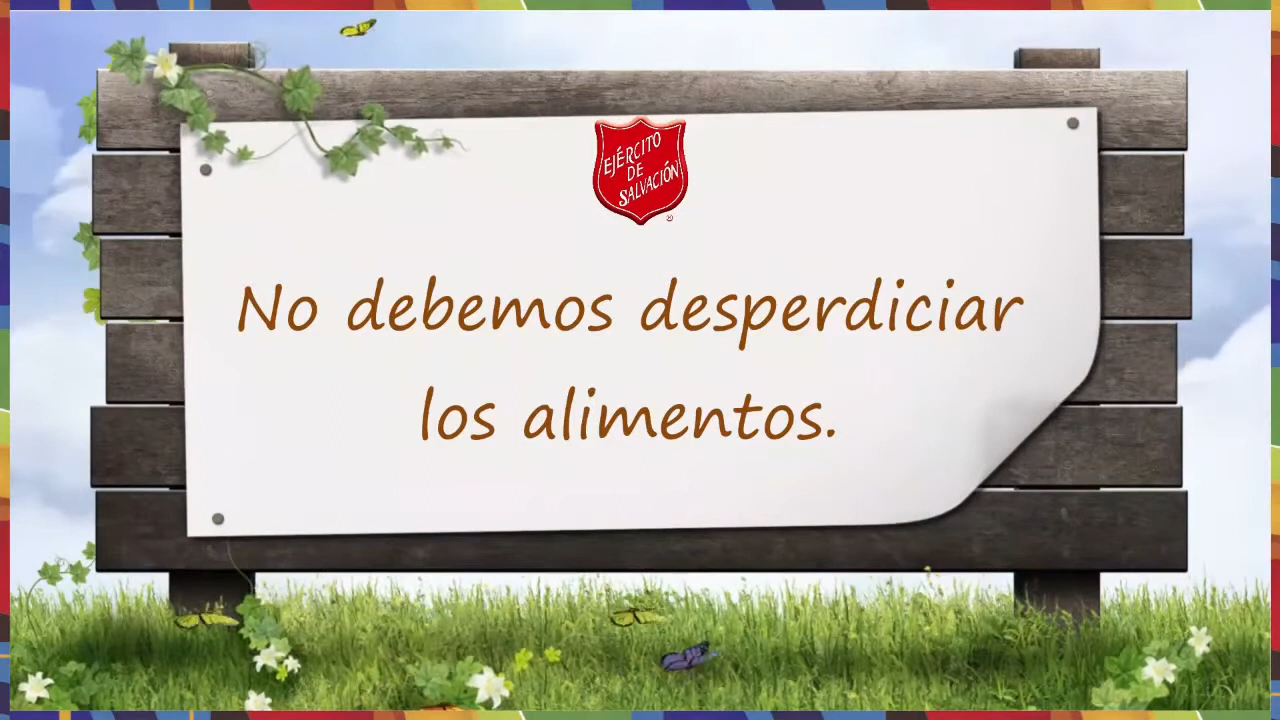 EJÉRCITO
DE
SALVACIÓN
®
No debemos desperdiciar
los alimentos.